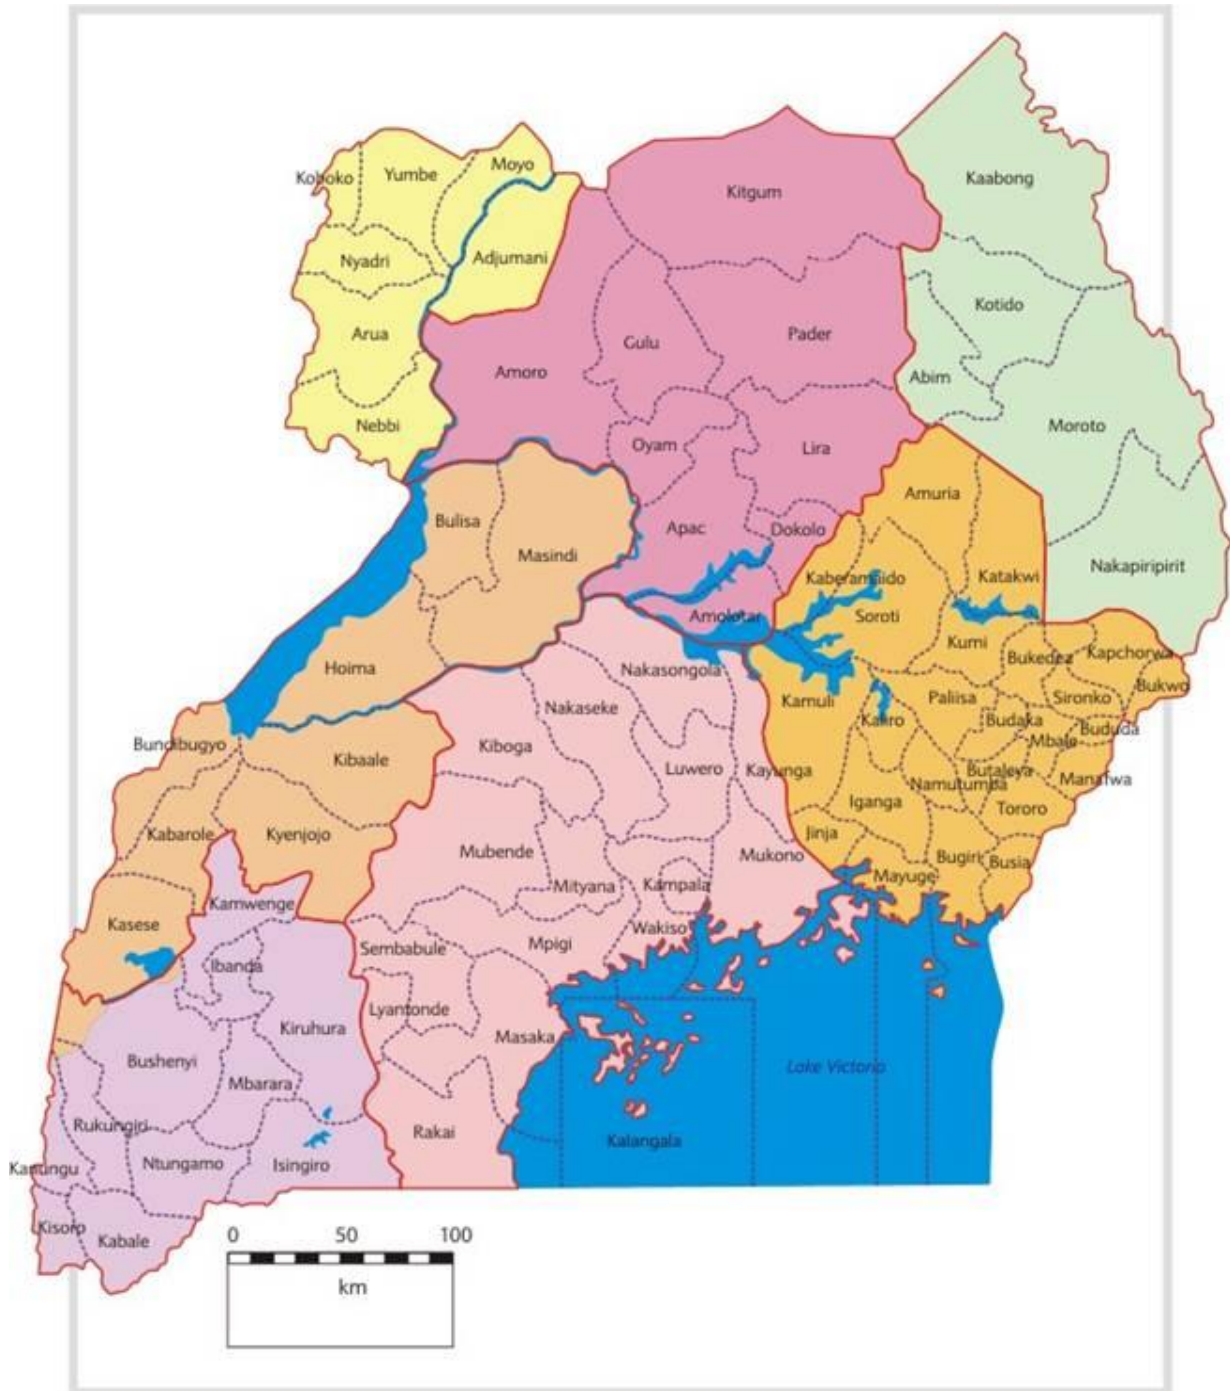 Kaabong
Moyo
Koboko
Yumbe
Kitgum
Nyadri
Adjumani
Kotido
Arua
Gulu
Pader
Amoro
Abim
Nebbi
Moroto
Oyam
Lira
Amuria
Bulisa
Apac
Dokolo
Masindi
Nakapiripirit
Kaberamaido
Katakwi
Amolotar
Soroti
Kumi
Bukedea
Kapchorwa
Hoima
Nakasongola
Bukwo
Kamuli
Paliisa
Sironko
Nakaseke
Kaliro
Budaka
Bududa
Bundibugyo
Kiboga
Mbale
Kibaale
Luwero
Kayunga
Butaleya
Manafwa
Namutumba
Iganga
Tororo
Kabarole
Kyenjojo
Jinja
Mubende
Mukono
Bugiri
Busia
Mityana
Kampala
Mayuge
Kamwenge
Kasese
Wakiso
Sembabule
Mpigi
Ibanda
Lyantonde
Kiruhura
Masaka
Bushenyi
Lake Victoria
Mbarara
Rukungiri
Rakai
Kalangala
Kanungu
Ntungamo
Isingiro
Kisoro
Kabale
0 50 100
km